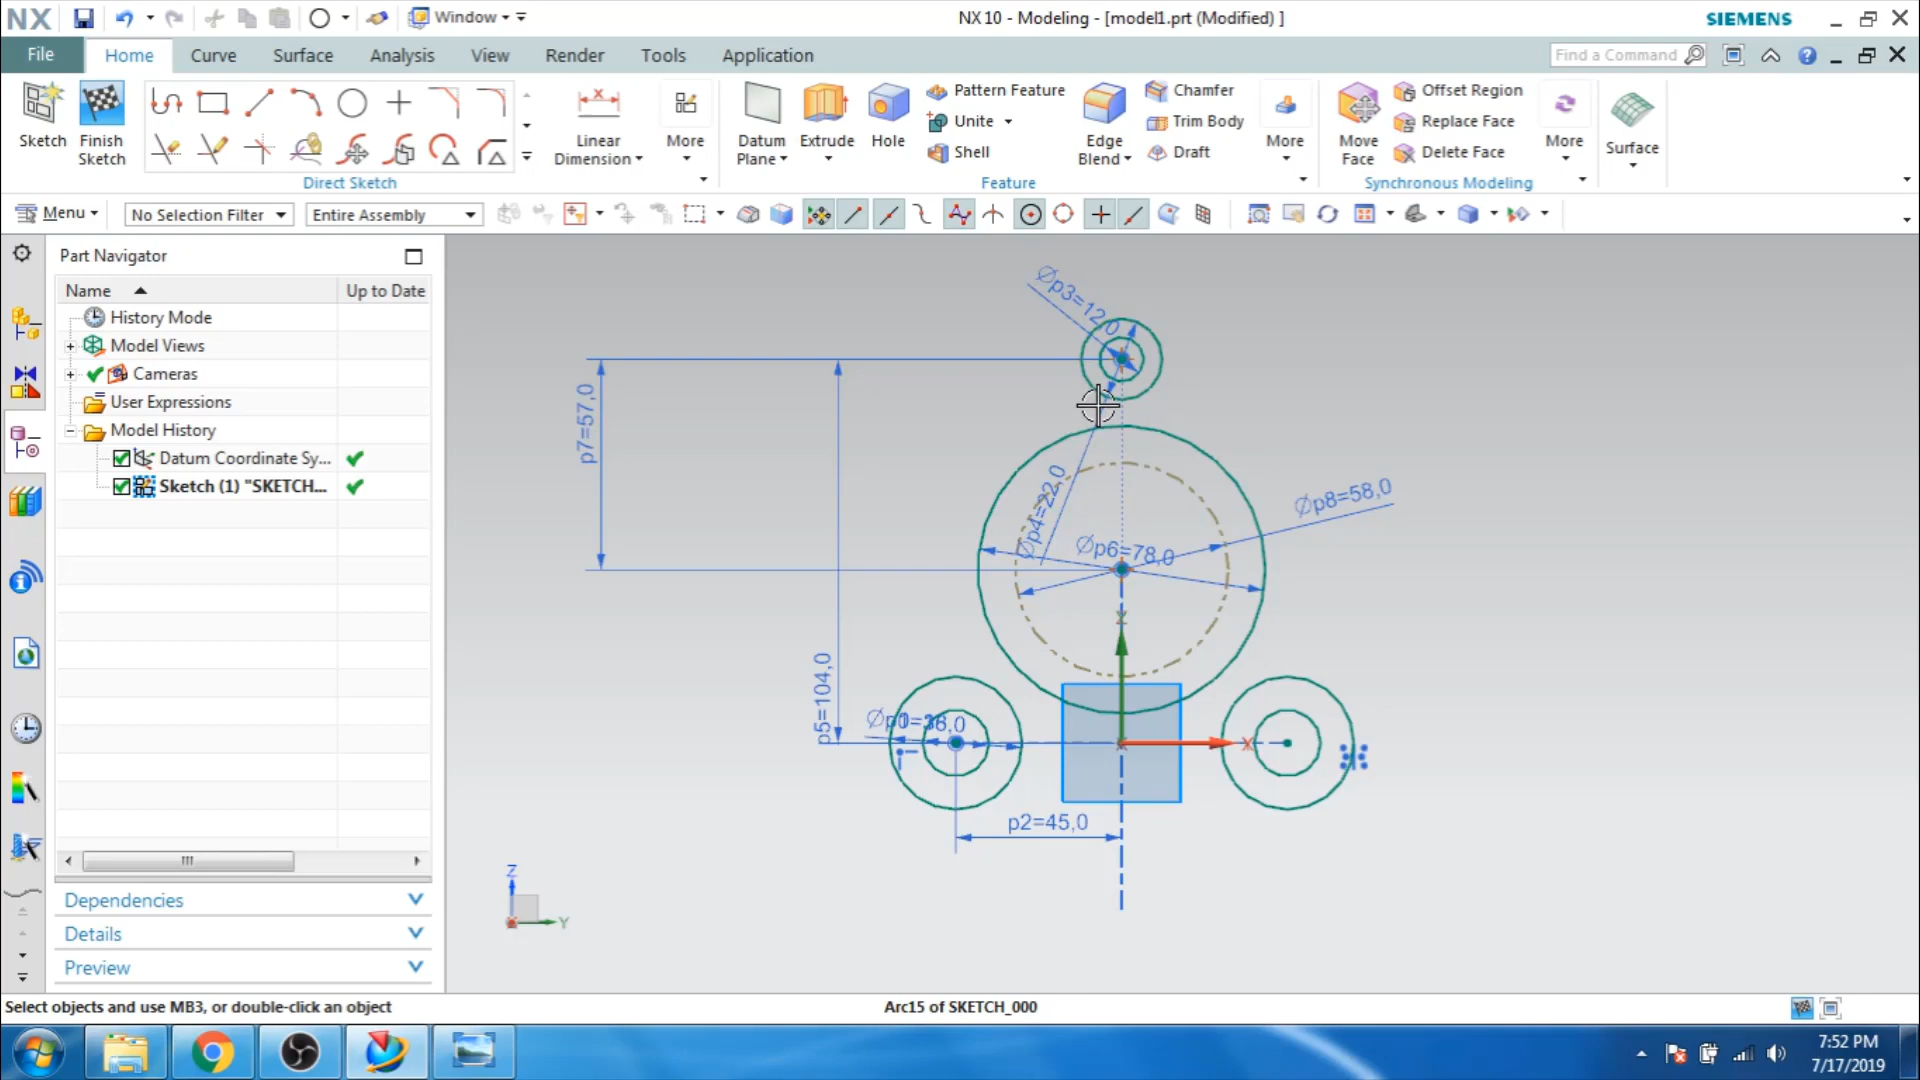 NX
Window
NX 10 - Modeling - [model1.prt (Modified) ]
SIEMENS
File
Home
Curve
Surface
Analysis
View
Render
Tools
Application
Find a Command
Sketch
Finish
Sketch
Direct Sketch
Linear
Dimension
More
Datum
Plane
Extrude
Hole
Pattern Feature
Unite
Shell
Edge
Blend
Chamfer
Trim Body
Draft
More
Feature
Move
Face
Offset Region
Replace Face
Delete Face
More
Synchronous Modeling
Surface
Menu
No Selection Filter
Entire Assembly
Part Navigator
Name
Up to Date
History Mode
Model Views
Cameras
User Expressions
Model History
Datum Coordinate Sy...
Sketch (1) "SKETCH...
Dependencies
Details
Preview
Øp3=12,0
p7=57,0
Øp4=22,0
Øp8=58,0
Øp6=78,0
Z
p5=104,0
X
p2=45,0
Z
Y
Select objects and use MB3, or double-click an object
Arc15 of SKETCH_000
7:52 PM
7/17/2019